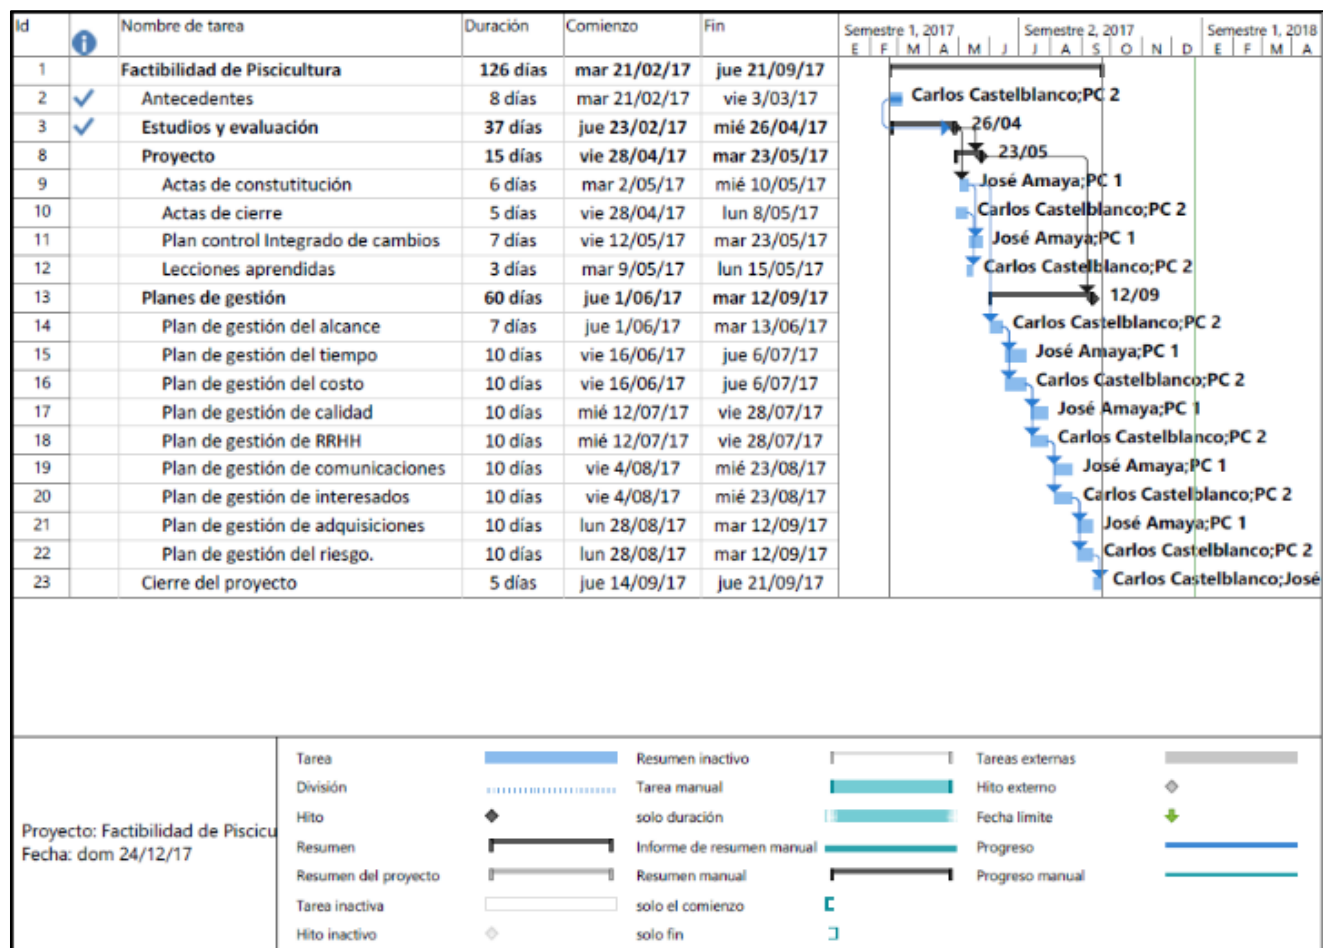 Id Nombre de tarea Duración Comienzo Fin Semestre 1, 2017 Semestre 2, 2017 Semestre 1, 2018
E F M A M J J A S O N D E F M A
1 Factibilidad de Piscicultura 126 días mar 21/02/17 jue 21/09/17
2 Antecedentes 8 días mar 21/02/17 vie 3/03/17 Carlos Castelblanco;PC 2
3 Estudios y evaluación 37 días jue 23/02/17 mié 26/04/17 26/04
8 Proyecto 15 días vie 28/04/17 mar 23/05/17 23/05
9 Actas de constutitución 6 días mar 2/05/17 mié 10/05/17 José Amaya;PC 1
10 Actas de cierre 5 días vie 28/04/17 lun 8/05/17 Carlos Castelblanco;PC 2
11 Plan control Integrado de cambios 7 días vie 12/05/17 mar 23/05/17 José Amaya;PC 1
12 Lecciones aprendidas 3 días mar 9/05/17 lun 15/05/17 Carlos Castelblanco;PC 2
13 Planes de gestión 60 días jue 1/06/17 mar 12/09/17 12/09
14 Plan de gestión del alcance 7 días jue 1/06/17 mar 13/06/17 Carlos Castelblanco;PC 2
15 Plan de gestión del tiempo 10 días vie 16/06/17 jue 6/07/17 José Amaya;PC 1
16 Plan de gestión del costo 10 días vie 16/06/17 jue 6/07/17 Carlos Castelblanco;PC 2
17 Plan de gestión de calidad 10 días mié 12/07/17 vie 28/07/17 José Amaya;PC 1
18 Plan de gestión de RRHH 10 días mié 12/07/17 vie 28/07/17 Carlos Castelblanco;PC 2
19 Plan de gestión de comunicaciones 10 días vie 4/08/17 mié 23/08/17 José Amaya;PC 1
20 Plan de gestión de interesados 10 días vie 4/08/17 mié 23/08/17 Carlos Castelblanco;PC 2
21 Plan de gestión de adquisiciones 10 días lun 28/08/17 mar 12/09/17 José Amaya;PC 1
22 Plan de gestión del riesgo. 10 días lun 28/08/17 mar 12/09/17 Carlos Castelblanco;PC 2
23 Cierre del proyecto 5 días jue 14/09/17 jue 21/09/17 Carlos Castelblanco;José
Proyecto: Factibilidad de Piscicu
Fecha: dom 24/12/17
Tarea Resumen inactivo Tareas externas
División Tarea manual Hito externo
Hito solo duración Fecha límite
Resumen Informe de resumen manual Progreso
Resumen del proyecto Resumen manual Progreso manual
Tarea inactiva solo el comienzo
Hito inactivo solo fin